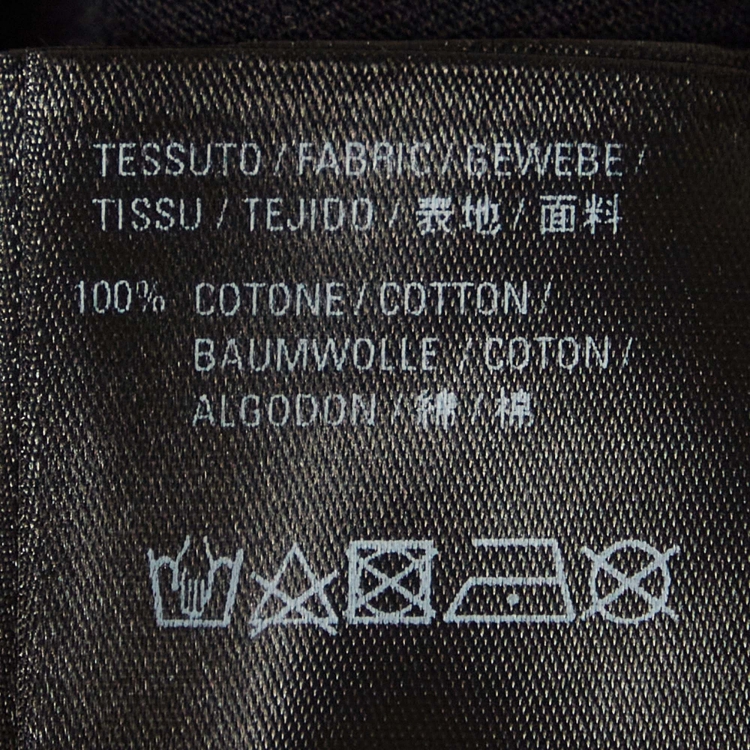 TESSUTO / FABRIC / GEWEBE /
TISSU / TEJIDO / 表地 / 面料
100% COTONE / COTTON /
BAUMWOLLE / COTON /
ALGODON / 綿 / 棉